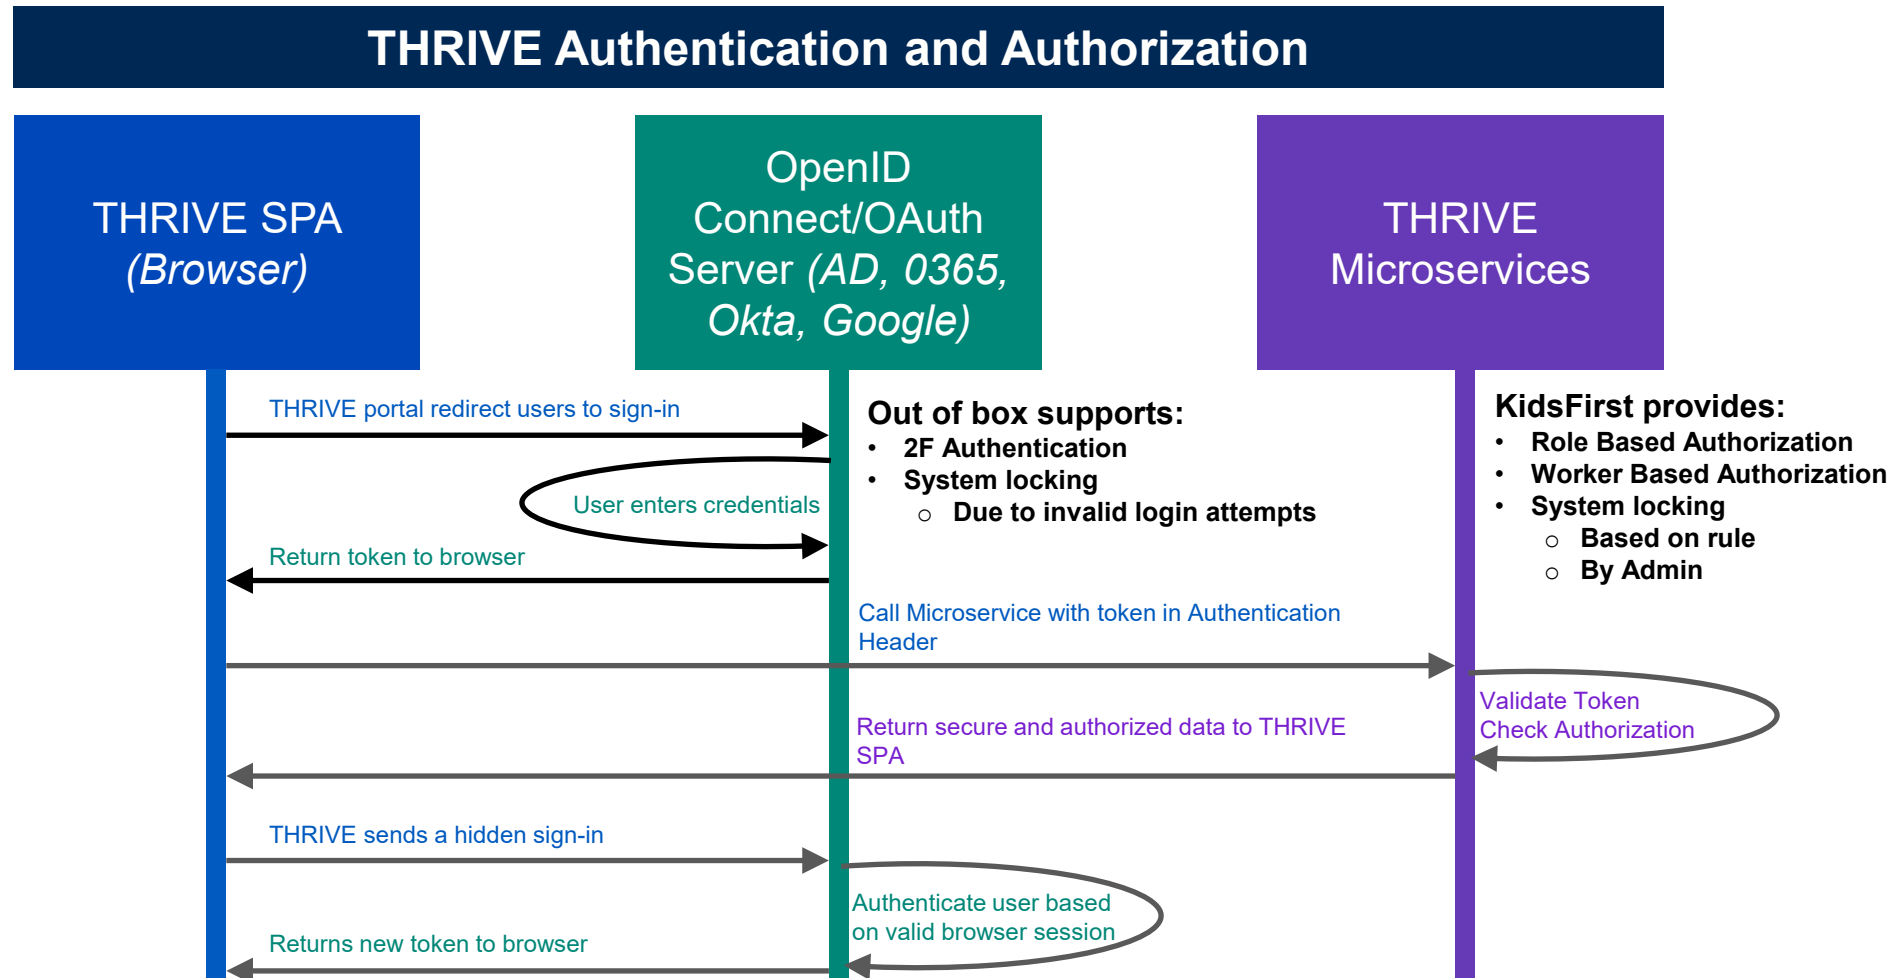 THRIVE Authentication and Authorization
THRIVE SPA
(Browser)
OpenID
Connect/OAuth
Server (AD, 0365,
Okta, Google)
THRIVE
Microservices
THRIVE portal redirect users to sign-in
User enters credentials
Return token to browser
Out of box supports:
• 2F Authentication
• System locking
o Due to invalid login attempts
KidsFirst provides:
• Role Based Authorization
• Worker Based Authorization
• System locking
o Based on rule
o By Admin
Call Microservice with token in Authentication
Header
Validate Token
Check Authorization
Return secure and authorized data to THRIVE
SPA
THRIVE sends a hidden sign-in
Authenticate user based
on valid browser session
Returns new token to browser